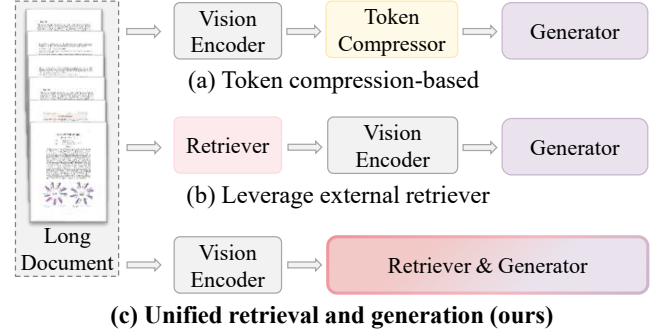 Long
Document
Vision
Encoder
Token
Compressor
Generator
(a) Token compression-based
Retriever
Vision
Encoder
Generator
(b) Leverage external retriever
Vision
Encoder
Retriever & Generator
(c) Unified retrieval and generation (ours)